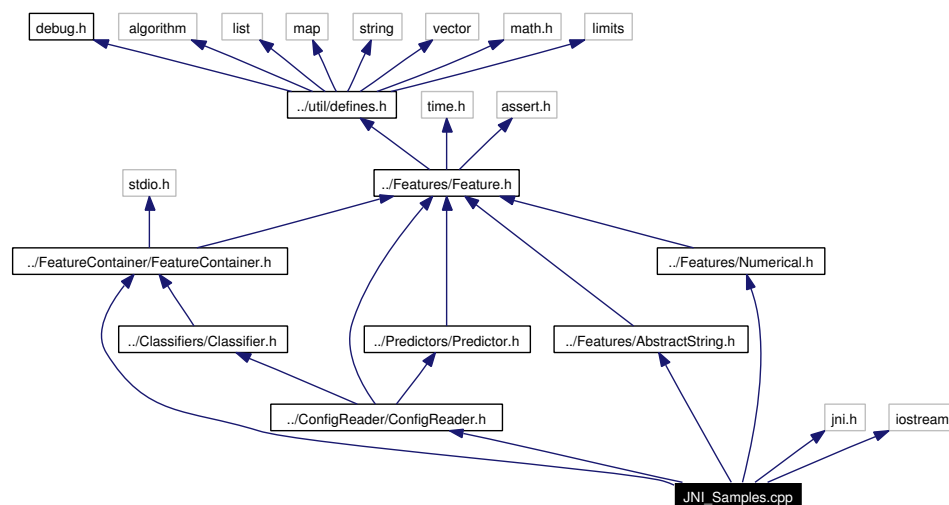 debug.h
algorithm
list
map
string
vector
math.h
limits
../util/defines.h
time.h
assert.h
stdio.h
../Features/Feature.h
../FeatureContainer/FeatureContainer.h
../Features/Numerical.h
../Classifiers/Classifier.h
../Predictors/Predictor.h
../Features/AbstractString.h
../ConfigReader/ConfigReader.h
jni.h
iostream
JNI_Samples.cpp